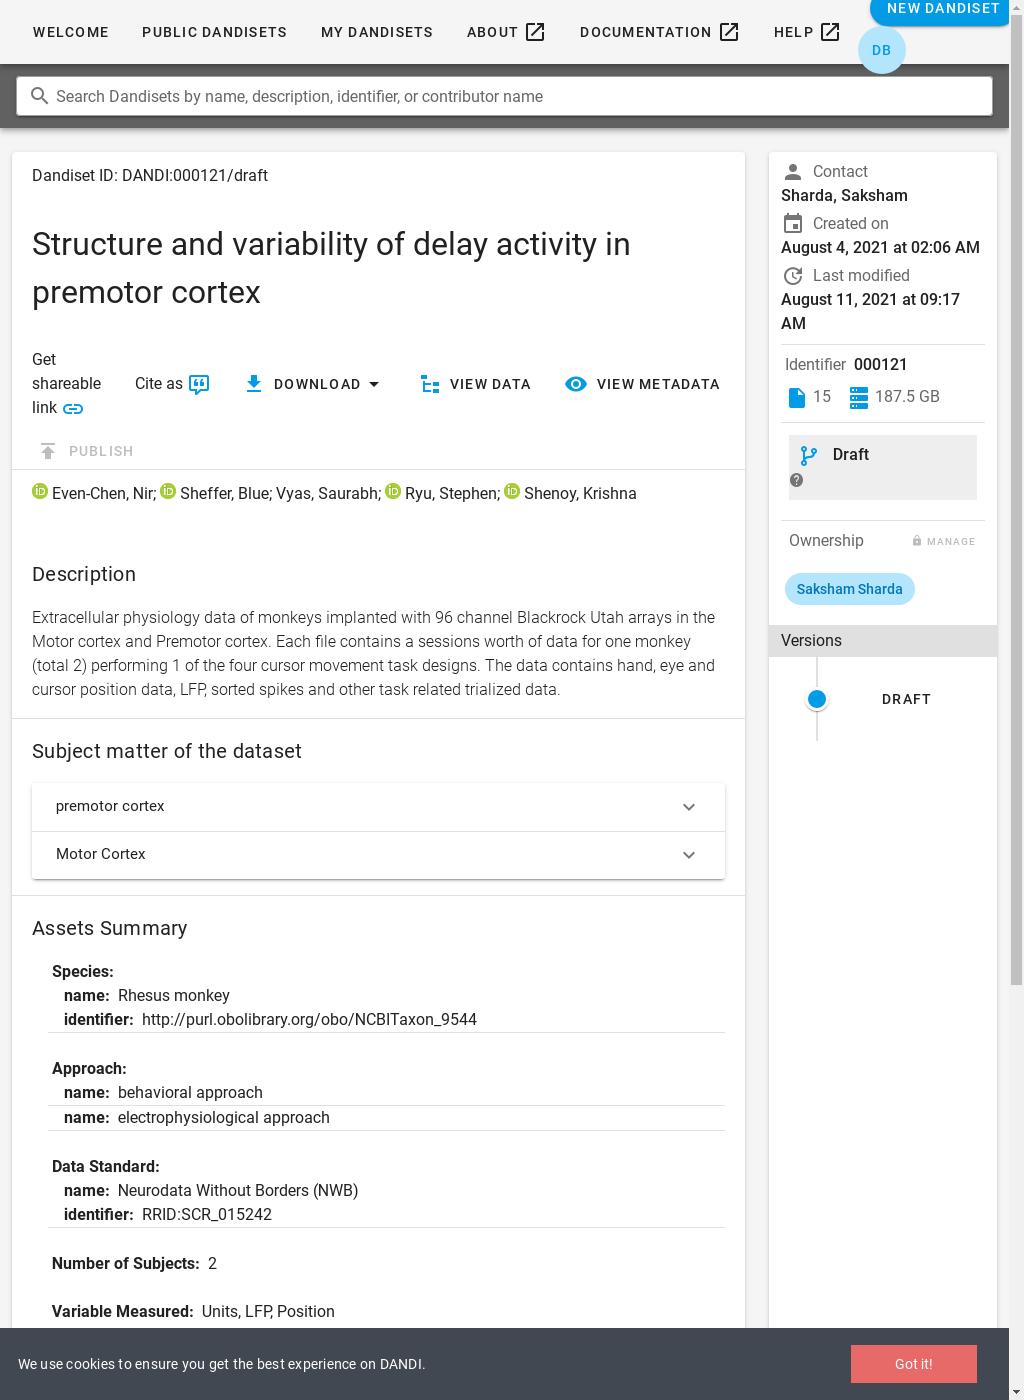 WELCOME
PUBLIC DANDISETS
MY DANDISETS
ABOUT
DOCUMENTATION
HELP
NEW DANDISET
DB
Search Dandisets by name, description, identifier, or contributor name
Dandiset ID: DANDI:000121/draft
Structure and variability of delay activity in
premotor cortex
Get
shareable
link
Cite as
DOWNLOAD
VIEW DATA
VIEW METADATA
PUBLISH
Even-Chen, Nir; Sheffer, Blue; Vyas, Saurabh; Ryu, Stephen; Shenoy, Krishna
Description
Extracellular physiology data of monkeys implanted with 96 channel Blackrock Utah arrays in the
Motor cortex and Premotor cortex. Each file contains a sessions worth of data for one monkey
(total 2) performing 1 of the four cursor movement task designs. The data contains hand, eye and
cursor position data, LFP, sorted spikes and other task related trialized data.
Subject matter of the dataset
premotor cortex
Motor Cortex
Assets Summary
Species:
name: Rhesus monkey
identifier: http://purl.obolibrary.org/obo/NCBITaxon_9544
Approach:
name: behavioral approach
name: electrophysiological approach
Data Standard:
name: Neurodata Without Borders (NWB)
identifier: RRID:SCR_015242
Number of Subjects: 2
Variable Measured: Units, LFP, Position
Contact
Sharda, Saksham
Created on
August 4, 2021 at 02:06 AM
Last modified
August 11, 2021 at 09:17
AM
Identifier 000121
15 187.5 GB
Draft
Ownership
MANAGE
Saksham Sharda
Versions
DRAFT
We use cookies to ensure you get the best experience on DANDI.
Got it!